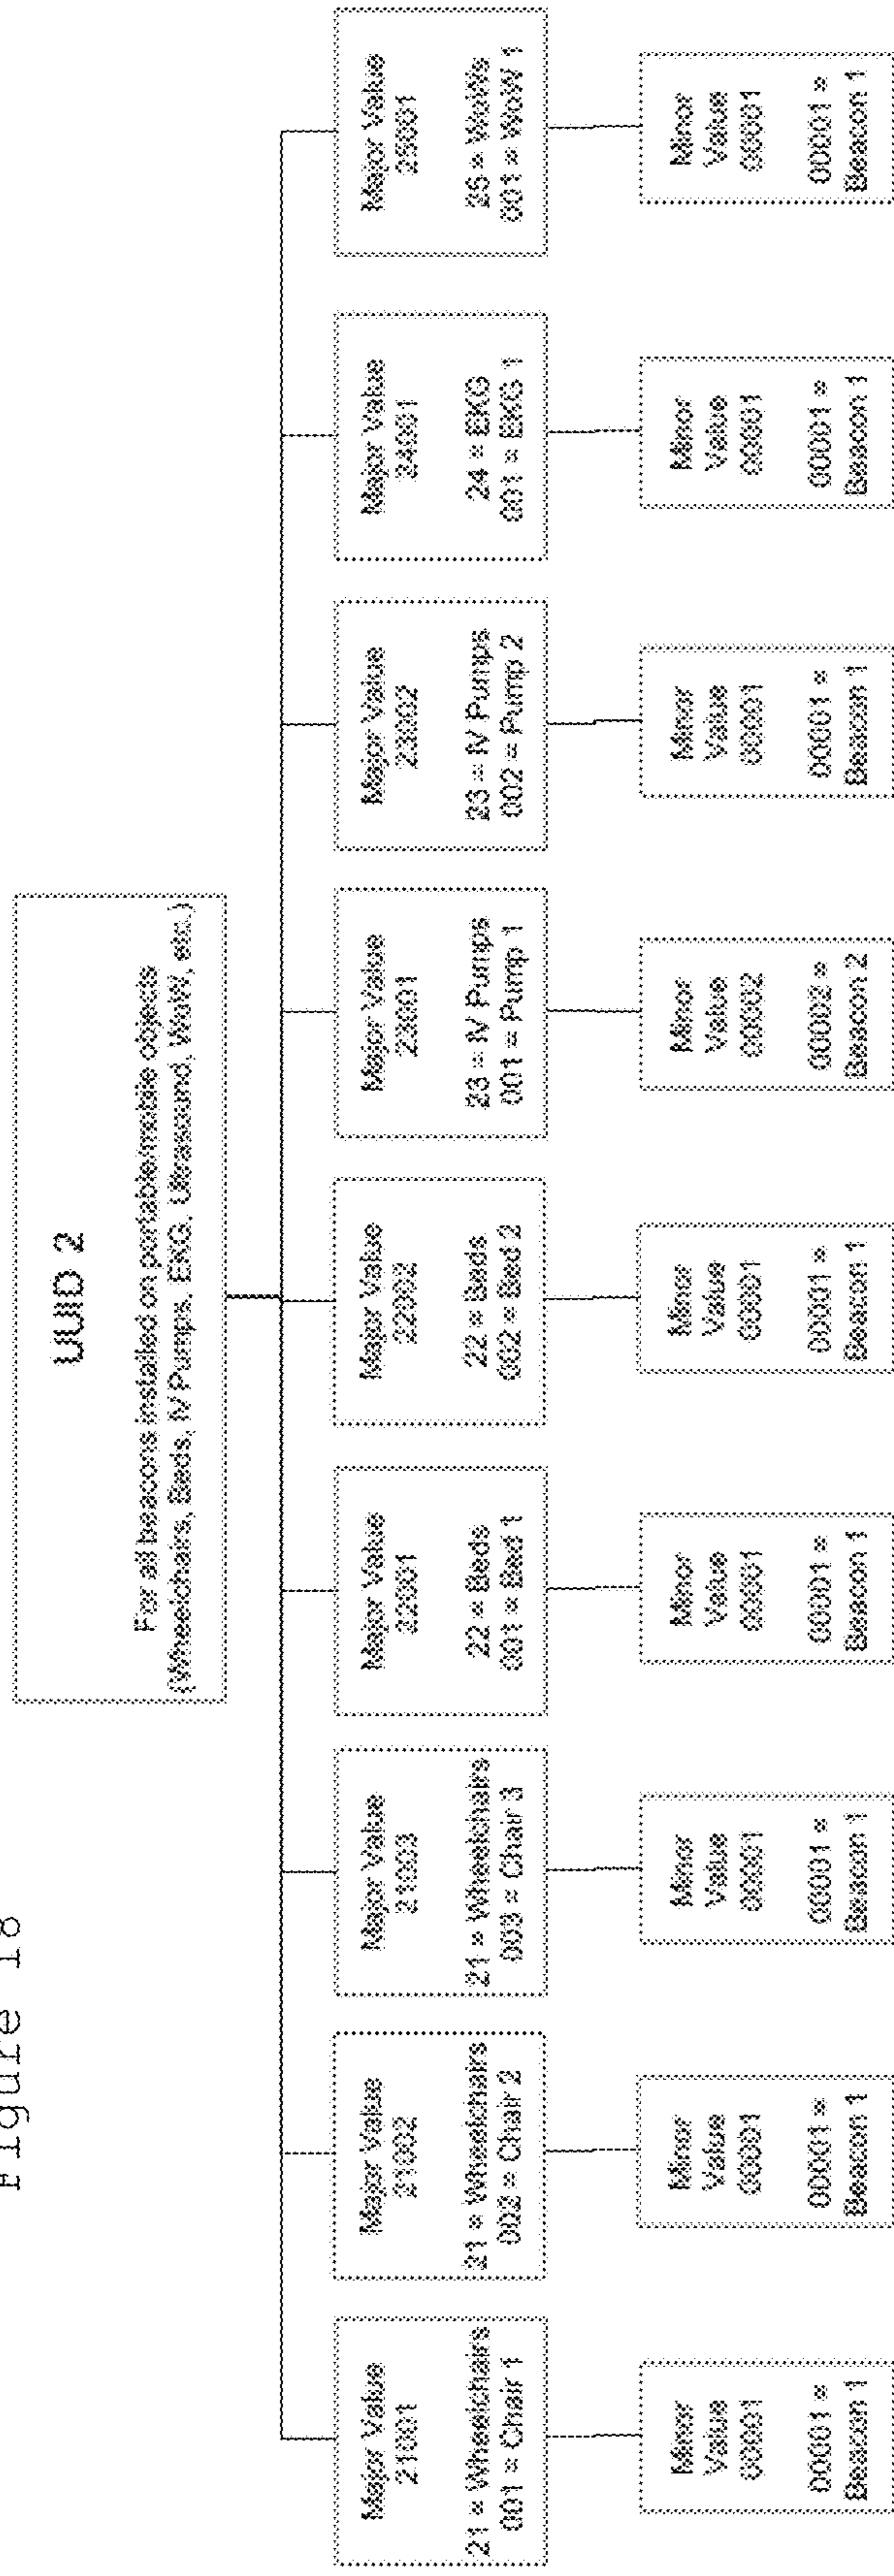 Figure 18
UUID 2
For all beacons installed on portable/mobile objects
(Wheelchairs, Beds, IV Pumps, EKG, Ultrasound, WoW, etc.)
Major Value
21001
21 = Wheelchairs
001 = Chair 1
Major Value
21002
21 = Wheelchairs
002 = Chair 2
Major Value
21003
21 = Wheelchairs
003 = Chair 3
Major Value
22001
22 = Beds
001 = Bed 1
Major Value
22002
22 = Beds
002 = Bed 2
Major Value
23001
23 = IV Pumps
001 = Pump 1
Major Value
23002
23 = IV Pumps
002 = Pump 2
Major Value
24001
24 = EKG
001 = EKG 1
Major Value
25001
25 = WoWs
001 = WoW 1
Minor
Value
00001
00001 =
Beacon 1
Minor
Value
00001
00001 =
Beacon 1
Minor
Value
00001
00001 =
Beacon 1
Minor
Value
00001
00001 =
Beacon 1
Minor
Value
00001
00001 =
Beacon 1
Minor
Value
00002
00002 =
Beacon 2
Minor
Value
00001
00001 =
Beacon 1
Minor
Value
00001
00001 =
Beacon 1
Minor
Value
00001
00001 =
Beacon 1